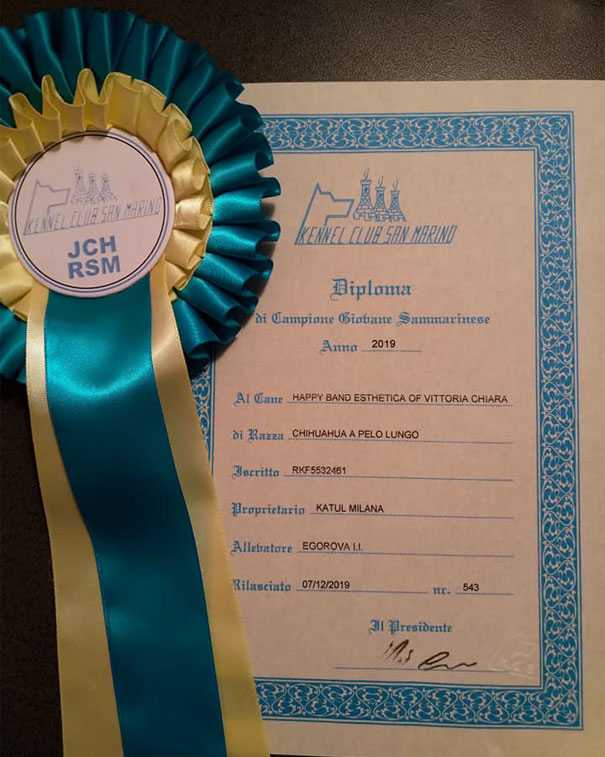 KENNEL CLUB SAN MARINO
JCH
RSM
KENNEL CLUB SAN MARINO
Diploma
di Campione Giovane Sammarinese
Anno 2019
Al Cane HAPPY BAND ESTHETICA OF VITTORIA CHIARA
di Razza CHIHUAHUA A PELO LUNGO
Iscritto RKF5532461
Proprietario KATUL MILANA
Allevatore EGOROVA I.I.
Rilasciato 07/12/2019 nr. 543
Il Presidente